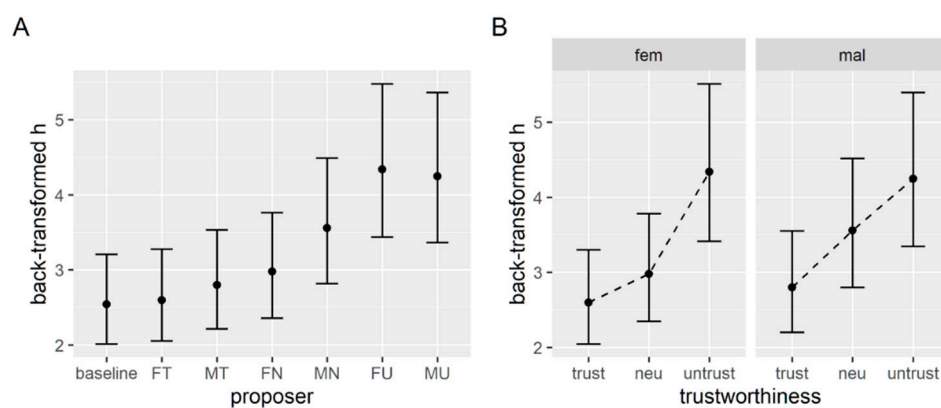 A
back-transformed h
5
4
3
2
baseline FT MT FN MN FU MU
proposer
B
fem mal
back-transformed h
5
4
3
2
trust neu untrust trust neu untrust
trustworthiness